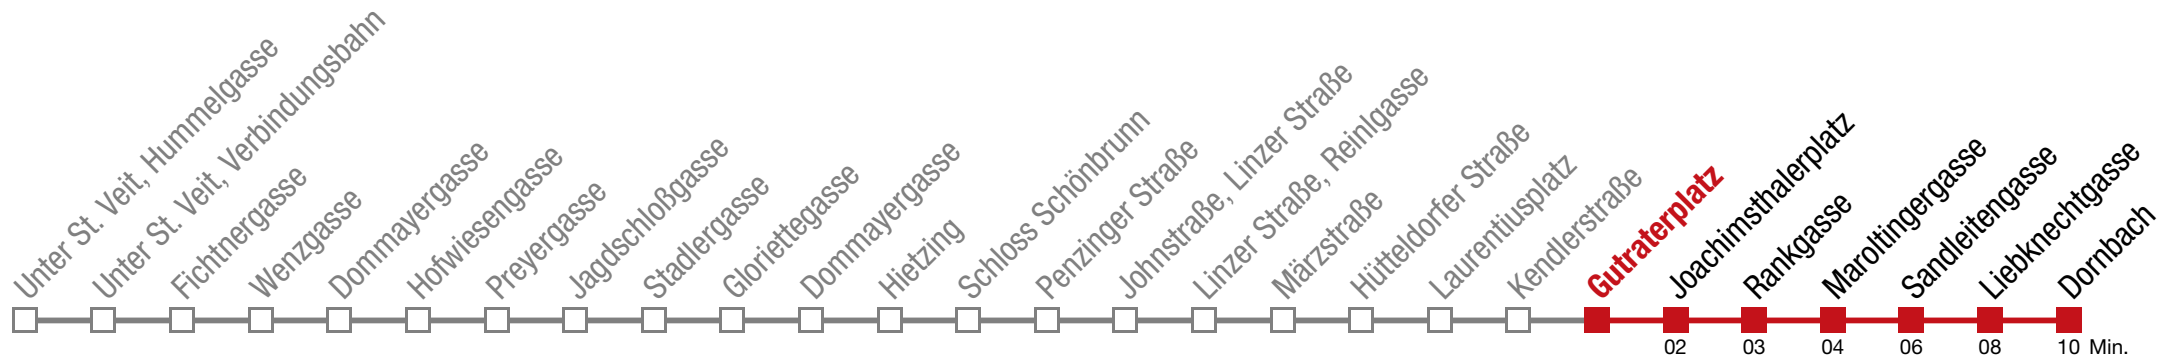 Unter St. Veit, Hummelgasse
Unter St. Veit, Verbindungsbahn
Fichtnergasse
Wenzgasse
Dommayergasse
Hofwiesengasse
Preyergasse
Jagdschloßgasse
Stadlergasse
Gloriettegasse
Dommayergasse
Hietzing
Schloss Schönbrunn
Penzinger Straße
Johnstraße, Linzer Straße
Linzer Straße, Reinlgasse
Märzstraße
Hütteldorfer Straße
Laurentiusplatz
Kendlerstraße
Gutraterplatz
Joachimsthalerplatz
Rankgasse
Maroltingergasse
Sandleitengasse
Liebknechtgasse
Dornbach
02 03 04 06 08 10 Min.